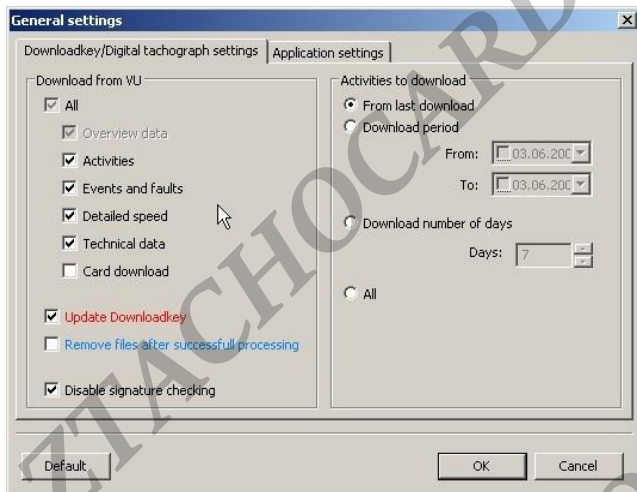 General settings
Downloadkey/Digital tachograph settings
Application settings
Download from VU
All
Overview data
Activities
Events and faults
Detailed speed
Technical data
Card download
Update Downloadkey
Remove files after successfull processing
Disable signature checking
Activities to download
From last download
Download period
From: 03.06.200
To: 03.06.200
Download number of days
Days: 7
All
Default
OK
Cancel
ZTACHOCARD